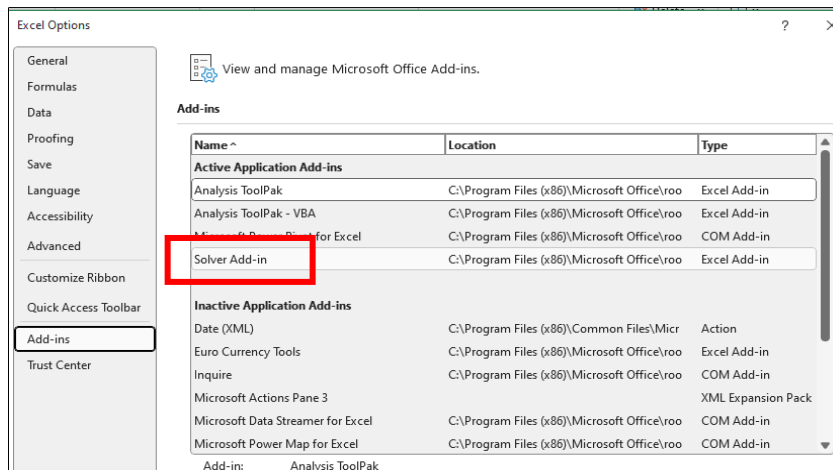 Excel Options
?
General
Formulas
Data
Proofing
Save
Language
Accessibility
Advanced
Customize Ribbon
Quick Access Toolbar
Add-ins
Trust Center
View and manage Microsoft Office Add-ins.
Add-ins
Name Location Type
Active Application Add-ins
Analysis ToolPak C:\Program Files (x86)\Microsoft Office\roo Excel Add-in
Analysis ToolPak - VBA C:\Program Files (x86)\Microsoft Office\roo Excel Add-in
Microsoft Power Pivot for Excel C:\Program Files (x86)\Microsoft Office\roo COM Add-in
Solver Add-in C:\Program Files (x86)\Microsoft Office\roo Excel Add-in
Inactive Application Add-ins
Date (XML) C:\Program Files (x86)\Common Files\Micr Action
Euro Currency Tools C:\Program Files (x86)\Microsoft Office\roo Excel Add-in
Inquire C:\Program Files (x86)\Microsoft Office\roo COM Add-in
Microsoft Actions Pane 3 XML Expansion Pack
Microsoft Data Streamer for Excel C:\Program Files (x86)\Microsoft Office\roo COM Add-in
Microsoft Power Map for Excel C:\Program Files (x86)\Microsoft Office\roo COM Add-in
Add-in: Analysis ToolPak